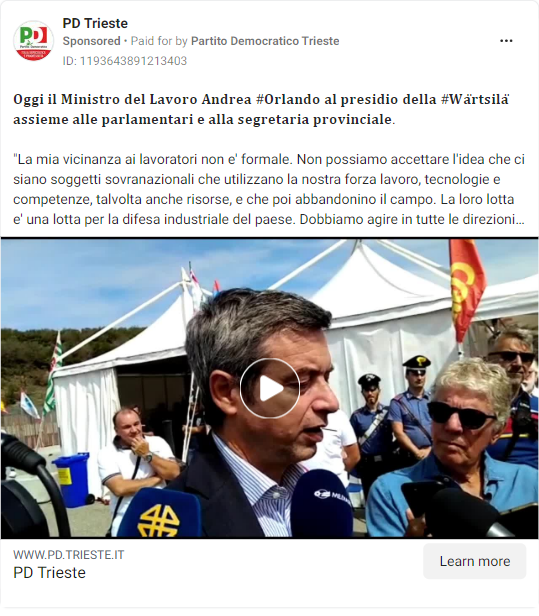 PD Trieste
Sponsored • Paid for by Partito Democratico Trieste
ID: 1193643891213403
PD
Oggi il Ministro del Lavoro Andrea #Orlando al presidio della #Wärtsilä
assieme alle parlamentari e alla segretaria provinciale.
"La mia vicinanza ai lavoratori non e' formale. Non possiamo accettare l'idea che ci
siano soggetti sovranazionali che utilizzano la nostra forza lavoro, tecnologie e
competenze, talvolta anche risorse, e che poi abbandonino il campo. La loro lotta
e' una lotta per la difesa industriale del paese. Dobbiamo agire in tutte le direzioni...
WWW.PD.TRIESTE.IT
PD Trieste
Learn more